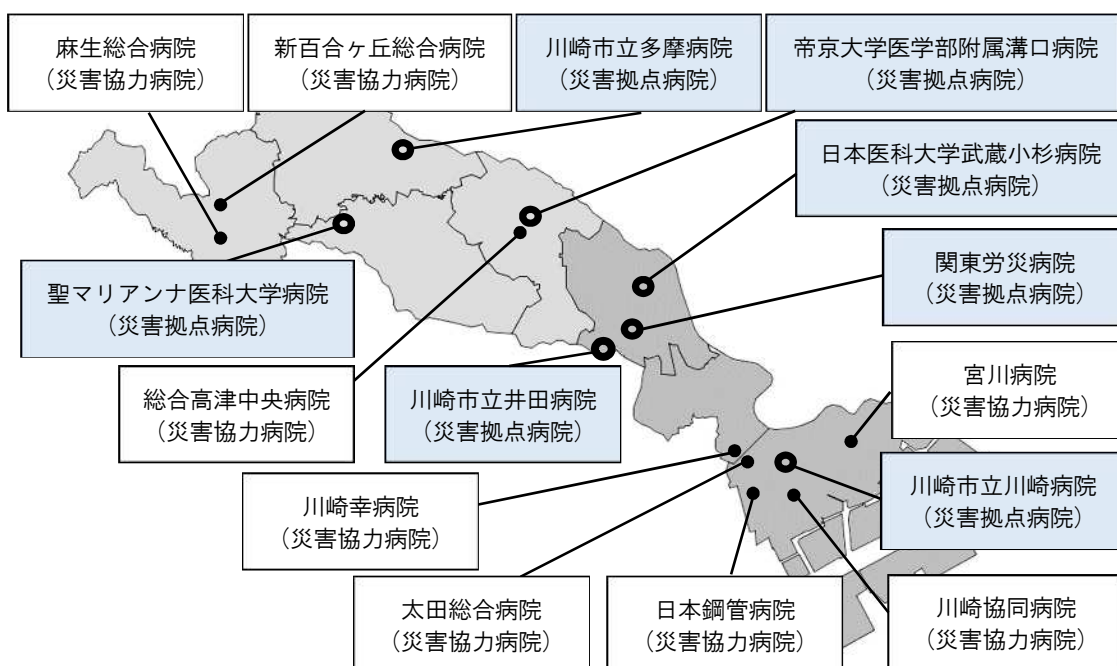 麻生総合病院
（災害協力病院）
新百合ヶ丘総合病院
（災害協力病院）
川崎市立多摩病院
（災害拠点病院）
帝京大学医学部附属溝口病院
（災害拠点病院）
日本医科大学武蔵小杉病院
（災害拠点病院）
聖マリアンナ医科大学病院
（災害拠点病院）
関東労災病院
（災害拠点病院）
総合高津中央病院
（災害協力病院）
川崎市立井田病院
（災害拠点病院）
宮川病院
（災害協力病院）
川崎幸病院
（災害協力病院）
川崎市立川崎病院
（災害拠点病院）
太田総合病院
（災害協力病院）
日本鋼管病院
（災害協力病院）
川崎協同病院
（災害協力病院）